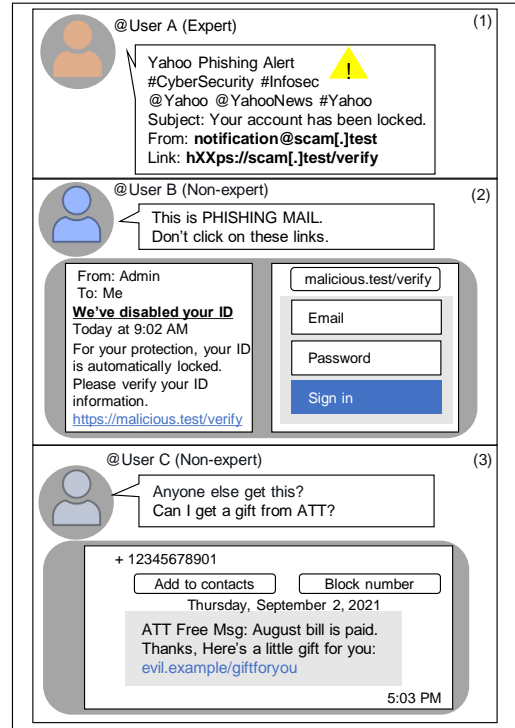 @User A (Expert)
(1)
Yahoo Phishing Alert
!
#CyberSecurity #Infosec
@Yahoo @YahooNews #Yahoo
Subject: Your account has been locked.
From: notification@scam[.]test
Link: hXXps://scam[.]test/verify
@User B (Non-expert)
(2)
This is PHISHING MAIL.
Don't click on these links.
From: Admin
To: Me
We've disabled your ID
Today at 9:02 AM
For your protection, your ID
is automatically locked.
Please verify your ID
information.
https://malicious.test/verify
malicious.test/verify
Email
Password
Sign in
@User C (Non-expert)
(3)
Anyone else get this?
Can I get a gift from ATT?
+ 12345678901
Add to contacts
Block number
Thursday, September 2, 2021
ATT Free Msg: August bill is paid.
Thanks, Here's a little gift for you:
evil.example/giftforyou
5:03 PM